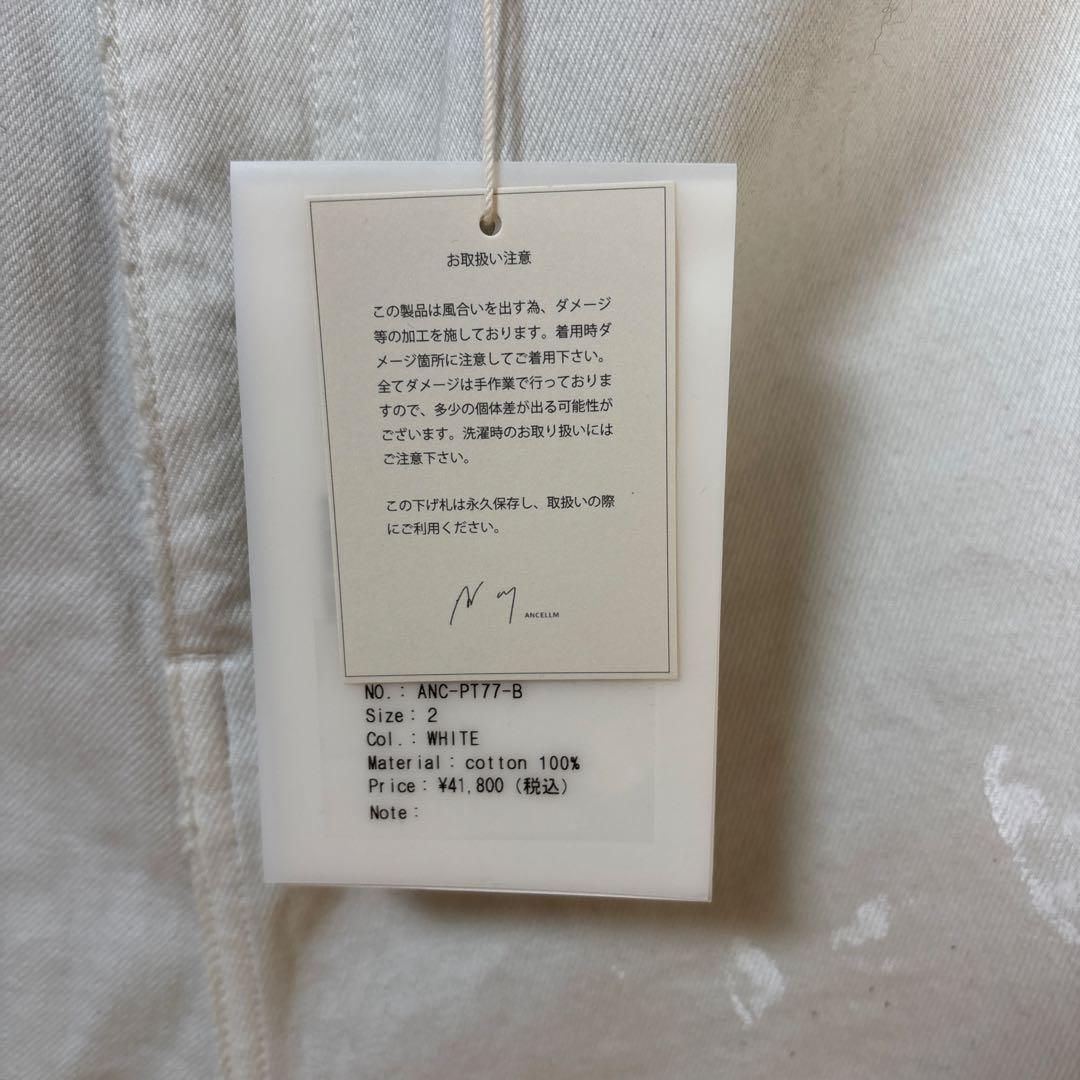 お取扱い注意
この製品は風合いを出す為、ダメージ
等の加工を施しております。着用時ダ
メージ箇所に注意してご着用下さい。
全てダメージは手作業で行っておりま
すので、多少の個体差が出る可能性が
ございます。洗濯時のお取り扱いには
ご注意下さい。
この下げ札は永久保存し、取扱いの際
にご利用ください。
ANCELLM
NO.: ANC-PT77-B
Size: 2
Col.: WHITE
Material: cotton 100%
Price: ¥41,800 (税込)
Note: